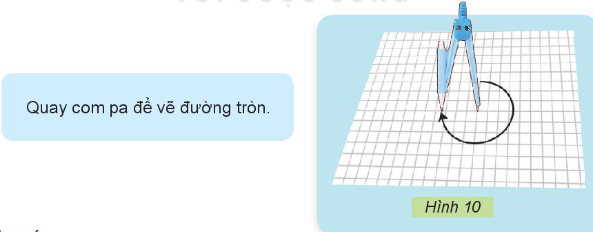 Quay com pa để vẽ đường tròn.
Hình 10